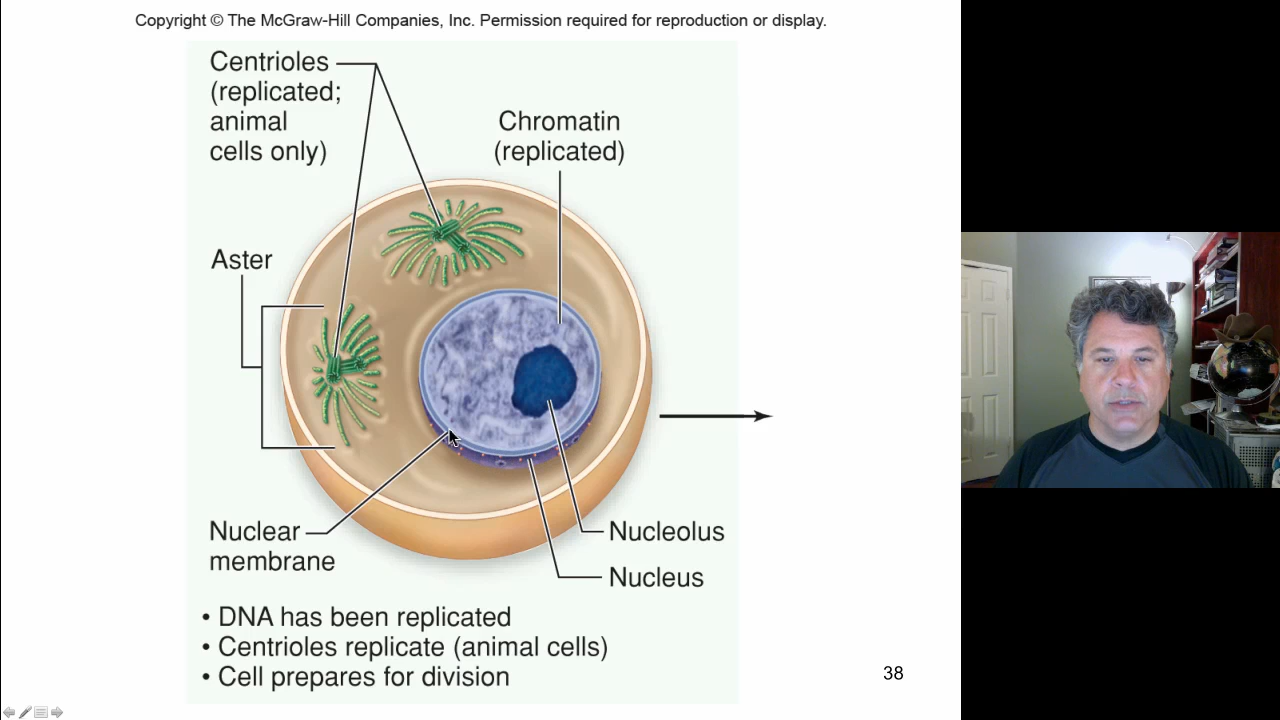 Copyright © The McGraw-Hill Companies, Inc. Permission required for reproduction or display.
Centrioles
(replicated;
animal
cells only)
Chromatin
(replicated)
Aster
Nuclear
membrane
Nucleolus
Nucleus
• DNA has been replicated
• Centrioles replicate (animal cells)
• Cell prepares for division
38